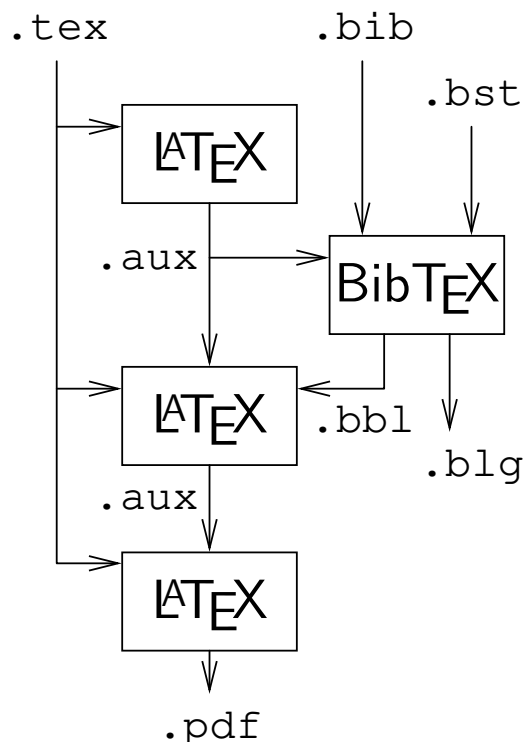 .tex
.bib
.bst
LATEX
.aux
BibTEX
LATEX
.bbl
.blg
.aux
LATEX
.pdf